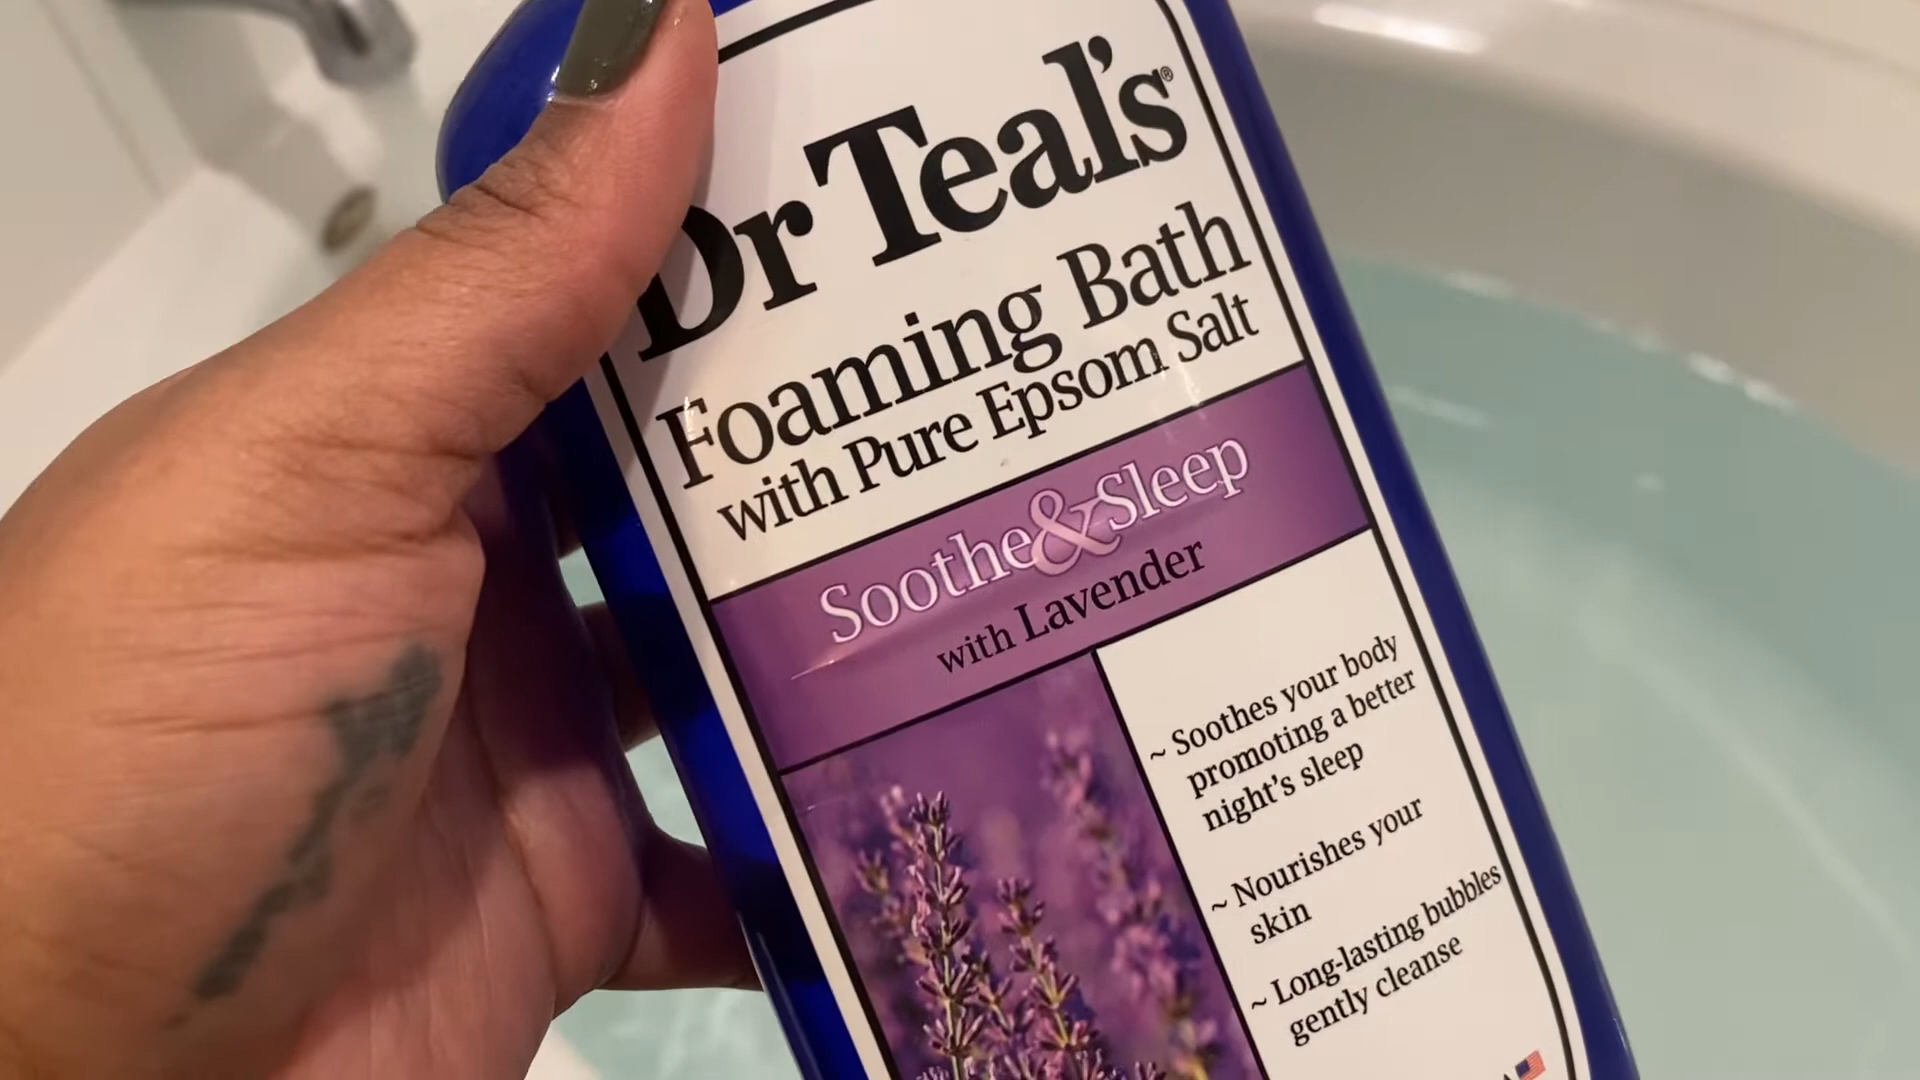 Dr Teal's®
Foaming Bath
with Pure Epsom Salt
Soothe & Sleep
with Lavender
~ Soothes your body
promoting a better
night's sleep
~ Nourishes your
skin
~ Long-lasting bubbles
gently cleanse